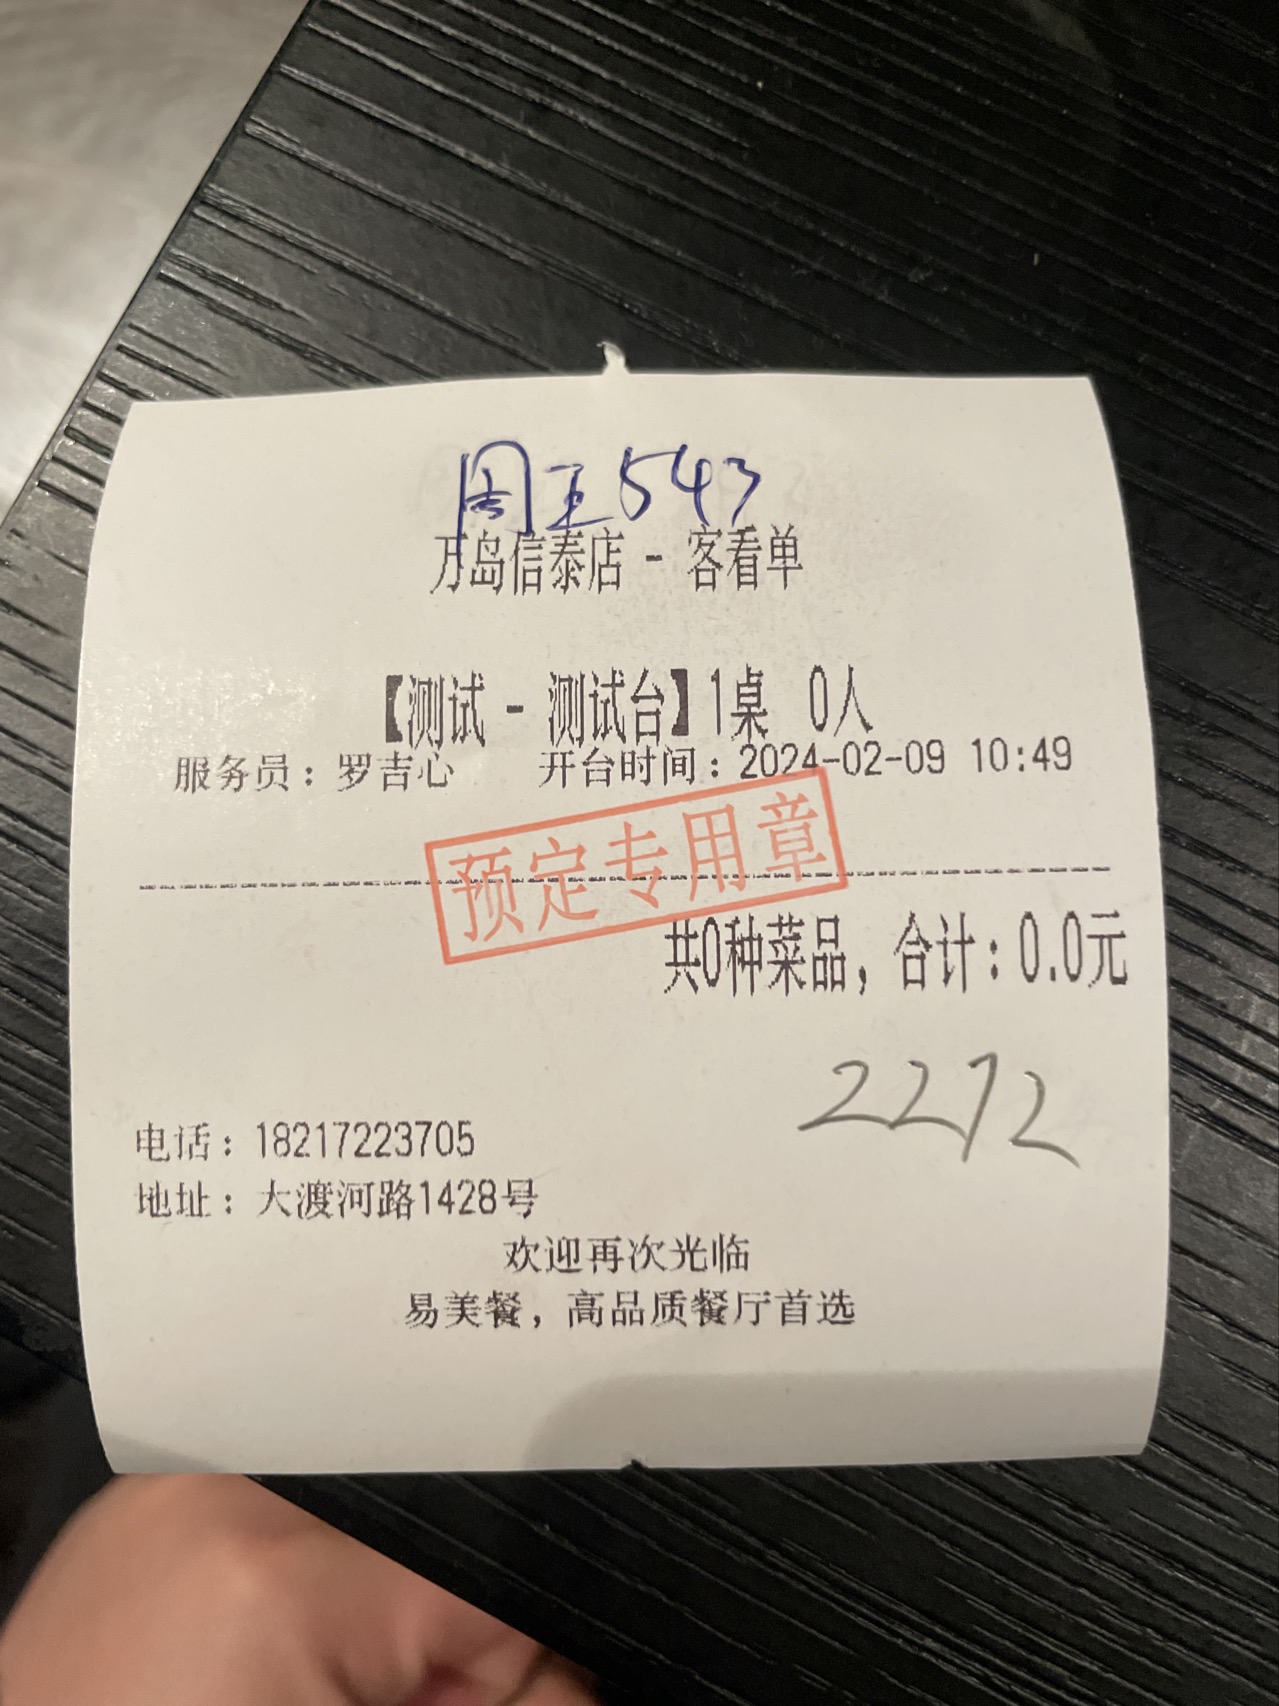 周王543
万岛信泰店 - 客看单
【测试 - 测试台】1桌 0人
服务员：罗吉心 开台时间：2024-02-09 10:49
预定专用章
共0种菜品，合计：0.0元
2272
电话：18217223705
地址：大渡河路1428号
欢迎再次光临
易美餐，高品质餐厅首选